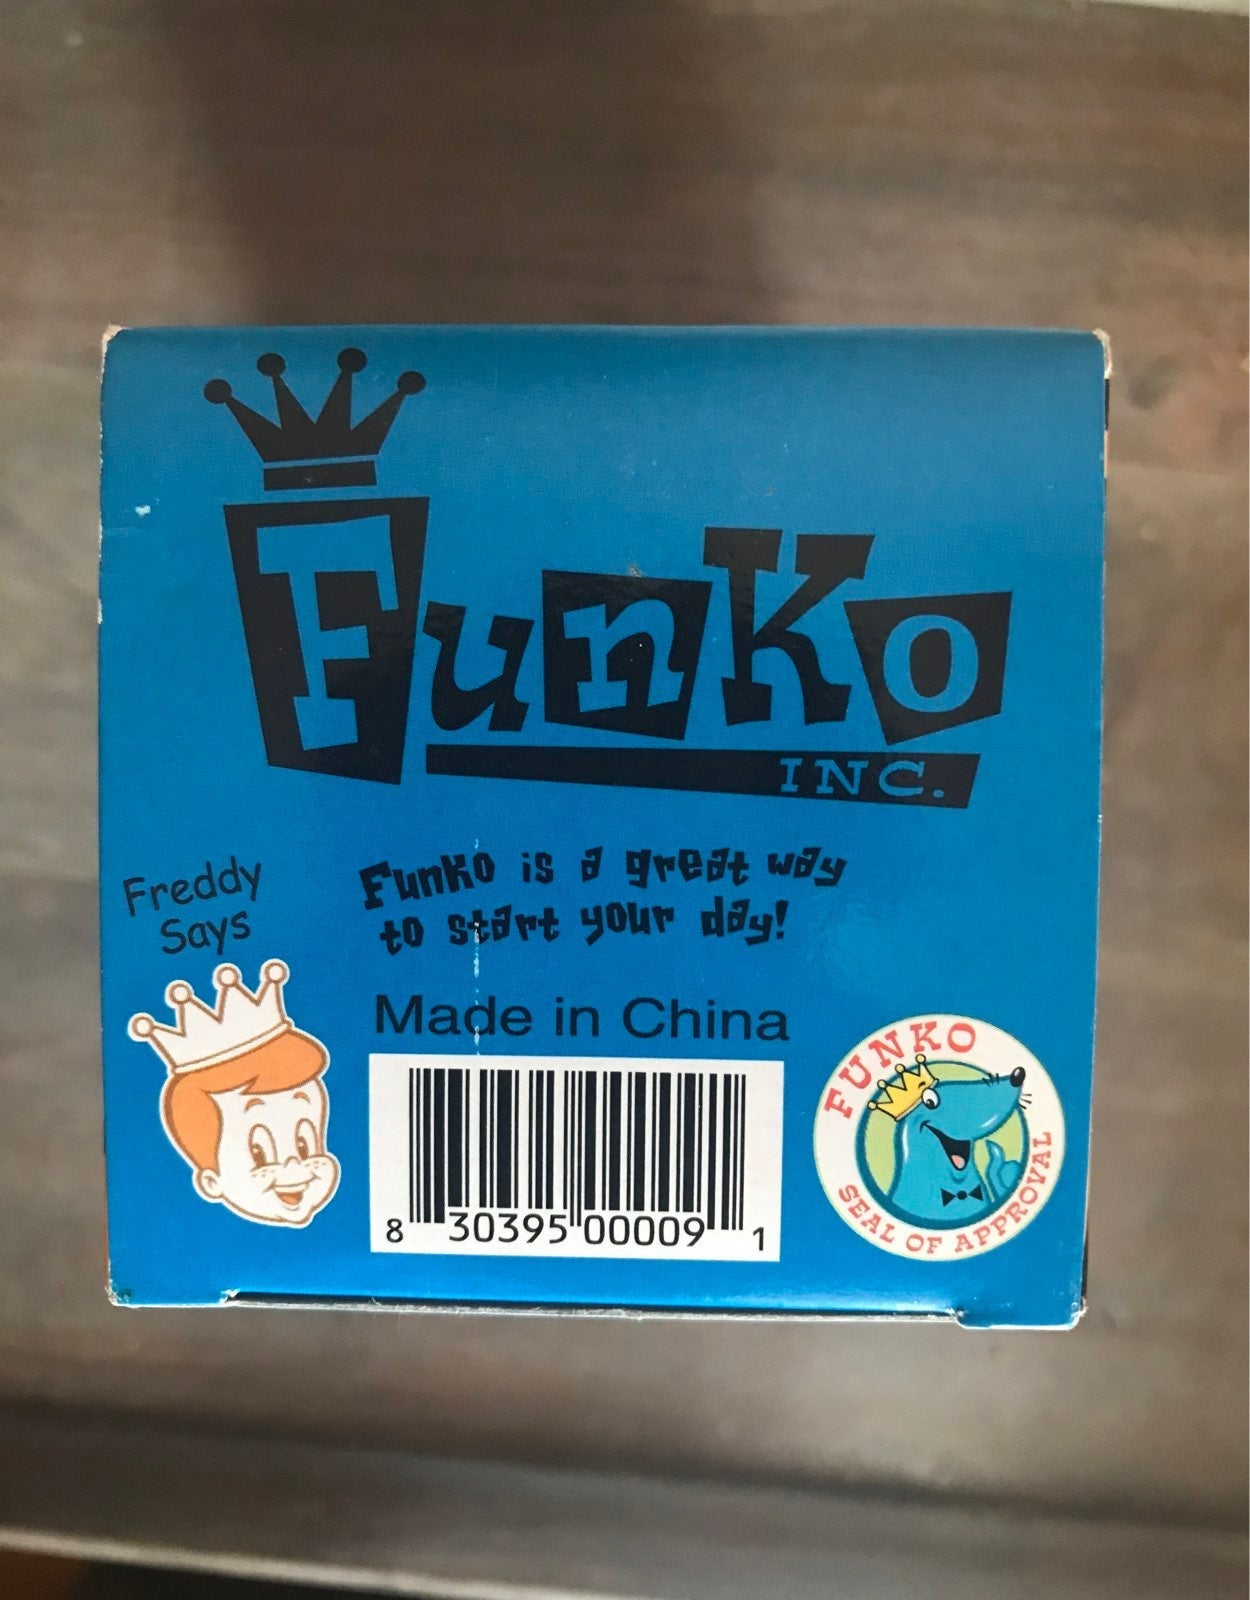 Funko
INC.
Freddy
Says
Funko is a great way
to start your day!
Made in China
8 30395 00009 1
FUNKO
SEAL OF APPROVAL